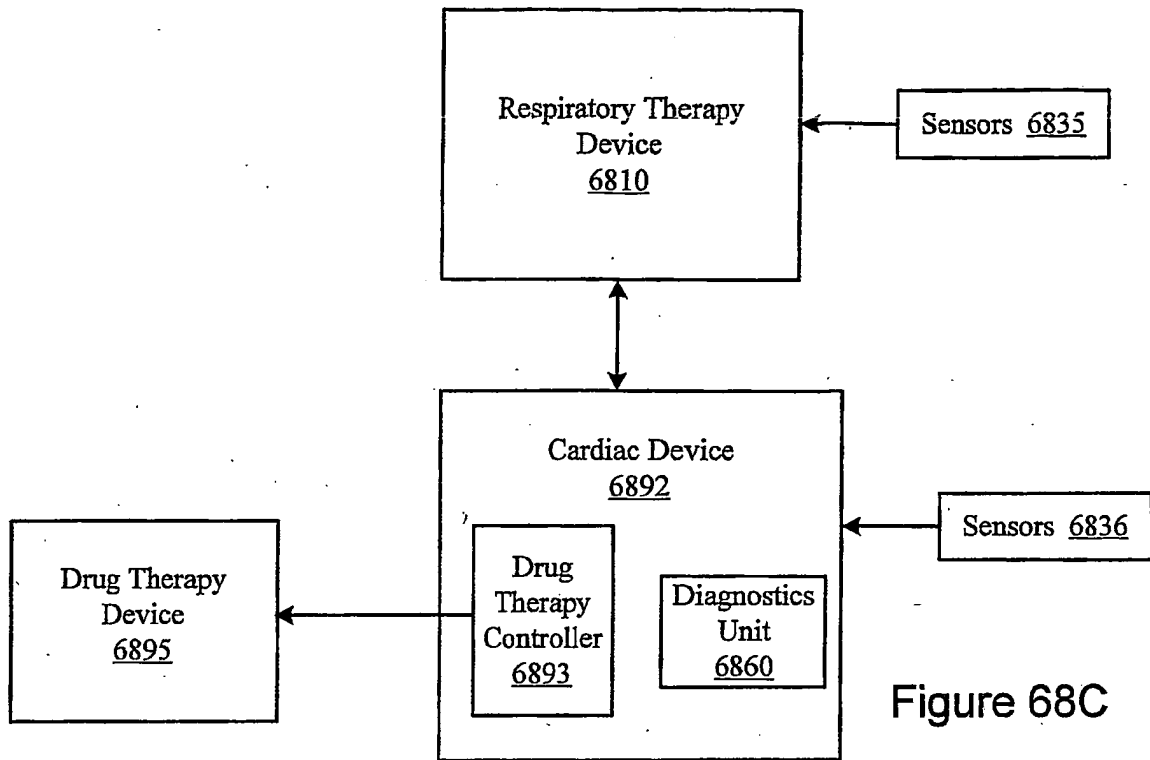 Respiratory Therapy
Device
6810
Sensors 6835
Cardiac Device
6892
Sensors 6836
Drug Therapy
Device
6895
Drug
Therapy
Controller
6893
Diagnostics
Unit
6860
Figure 68C